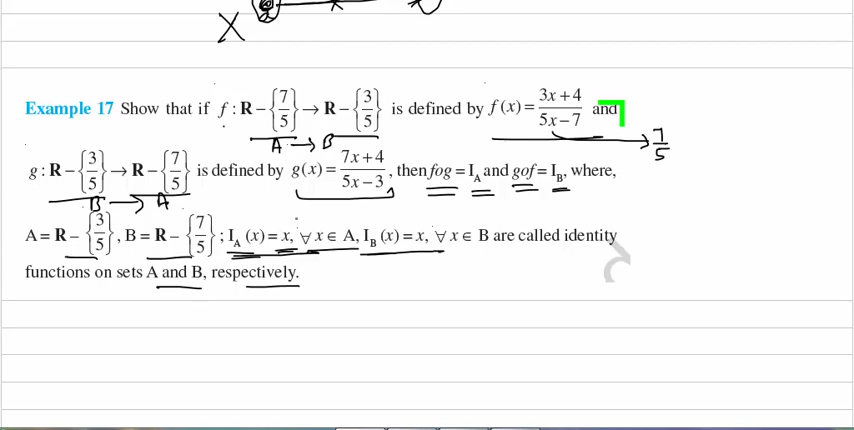 X
Example 17 Show that if f : R – {7/5} → R – {3/5} is defined by f (x) = (3x + 4)/(5x – 7) and
A → B
7/5
g : R – {3/5} → R – {7/5} is defined by g(x) = (7x + 4)/(5x – 3), then fog = I_A and gof = I_B, where,
B → A
A = R – {3/5}, B = R – {7/5}; I_A (x) = x, ∀ x ∈ A, I_B (x) = x, ∀ x ∈ B are called identity
functions on sets A and B, respectively.